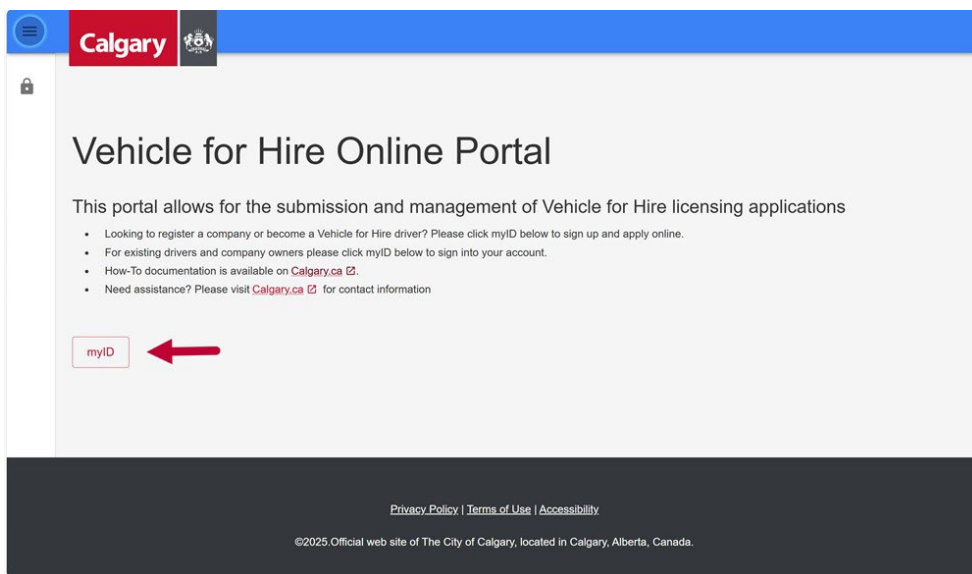 Calgary
Vehicle for Hire Online Portal
This portal allows for the submission and management of Vehicle for Hire licensing applications
Looking to register a company or become a Vehicle for Hire driver? Please click myID below to sign up and apply online.
For existing drivers and company owners please click myID below to sign into your account.
How-To documentation is available on Calgary.ca.
Need assistance? Please visit Calgary.ca for contact information
myID
Privacy Policy | Terms of Use | Accessibility
©2025.Official web site of The City of Calgary, located in Calgary, Alberta, Canada.